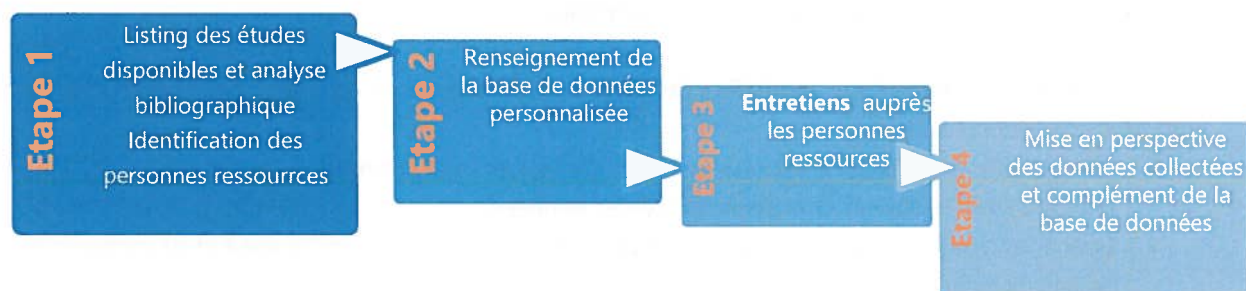 Etape 1
Listing des études
disponibles et analyse
bibliographique
Identification des
personnes ressourrces
Etape 2
Renseignement de
la base de données
personnalisée
Etape 3
Entretiens auprès
les personnes
ressources
Etape 4
Mise en perspective
des données collectées
et complément de la
base de données